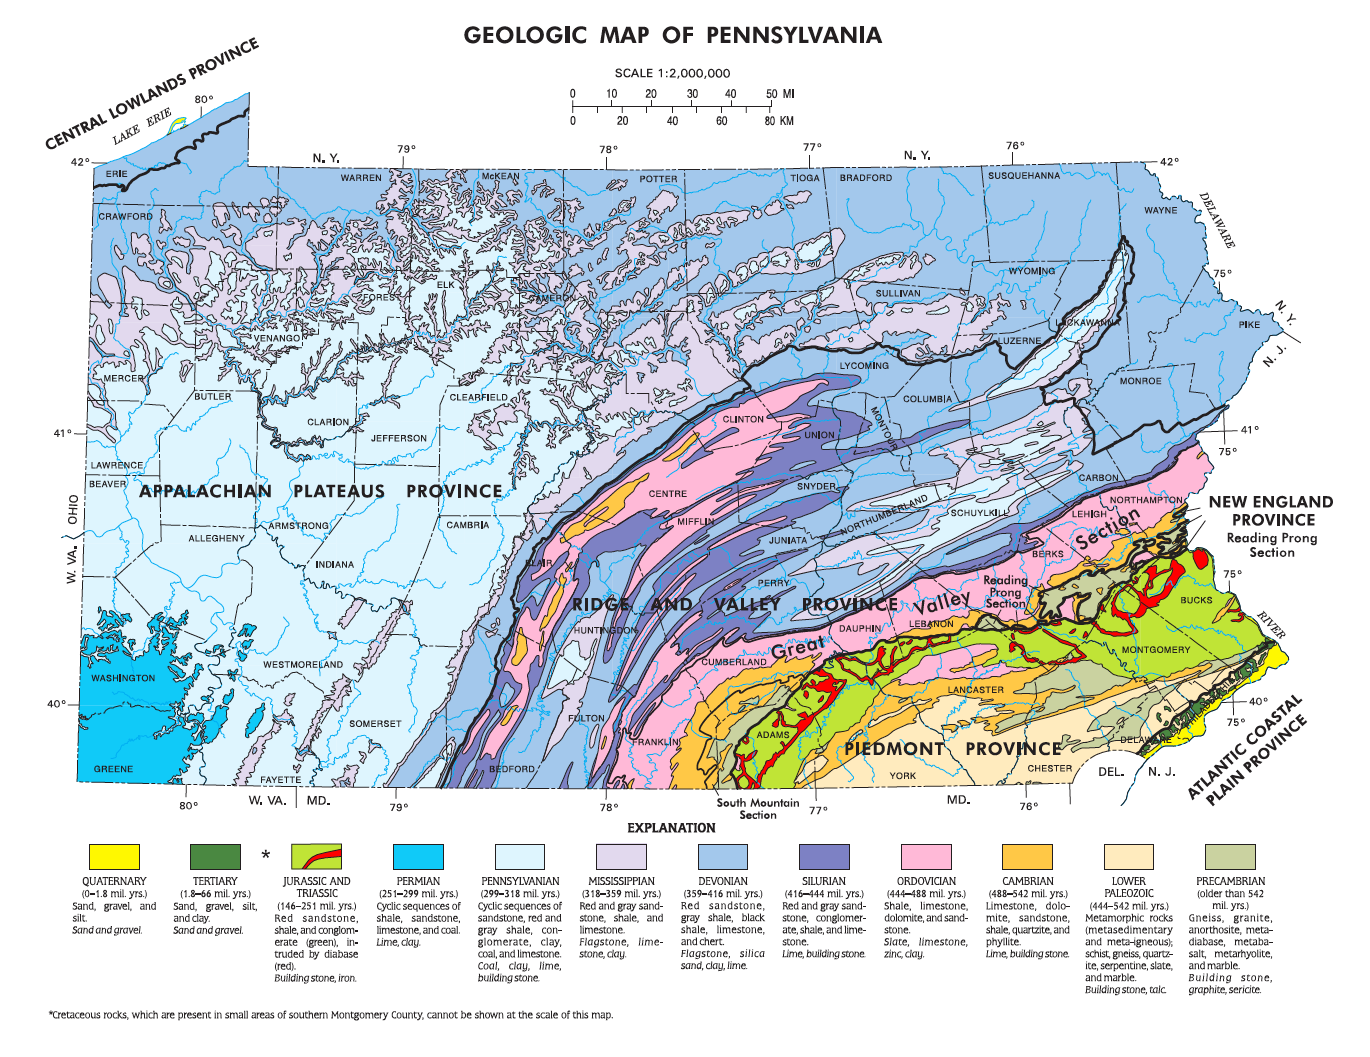 GEOLOGIC MAP OF PENNSYLVANIA
SCALE 1:2,000,000
0 10 20 30 40 50 MI
0 20 40 60 80 KM
CENTRAL LOWLANDS PROVINCE
LAKE ERIE
80°
79°
78°
77°
76°
N. Y.
N. Y.
42°
42°
ERIE
WARREN
McKEAN
POTTER
TIOGA
BRADFORD
SUSQUEHANNA
WAYNE
DELAWARE
CRAWFORD
FOREST
ELK
CAMERON
SULLIVAN
WYOMING
75°
LACKAWANNA
PIKE
N. Y.
N. J.
VENANGO
LUZERNE
LYCOMING
MERCER
BUTLER
CLEARFIELD
COLUMBIA
MONROE
CLARION
CLINTON
MONTOUR
JEFFERSON
UNION
41°
41°
75°
LAWRENCE
BEAVER
CARBON
APPALACHIAN PLATEAUS PROVINCE
CENTRE
SNYDER
NORTHUMBERLAND
NORTHAMPTON
NEW ENGLAND
PROVINCE
Reading Prong
Section
OHIO
W. VA.
ARMSTRONG
CAMBRIA
MIFFLIN
SCHUYLKILL
LEHIGH
ALLEGHENY
JUNIATA
INDIANA
BLAIR
BERKS
PERRY
75°
Reading
Prong
Section
RIDGE AND VALLEY PROVINCE
Great Valley Section
BUCKS
HUNTINGDON
DAUPHIN
LEBANON
RIVER
MONTGOMERY
WESTMORELAND
CUMBERLAND
WASHINGTON
LANCASTER
40°
40°
75°
PHILADELPHIA
SOMERSET
FULTON
FRANKLIN
ADAMS
DELAWARE
PIEDMONT PROVINCE
ATLANTIC COASTAL
PLAIN PROVINCE
GREENE
FAYETTE
BEDFORD
YORK
CHESTER
DEL.
N. J.
80°
W. VA.
MD.
79°
78°
South Mountain
Section
77°
MD.
76°
EXPLANATION
QUATERNARY
(0–1.8 mil. yrs.)
Sand, gravel, and
silt.
Sand and gravel.
TERTIARY
(1.8–66 mil. yrs.)
Sand, gravel, silt,
and clay.
Sand and gravel.
*
JURASSIC AND
TRIASSIC
(146–251 mil. yrs.)
Red sandstone,
shale, and conglom-
erate (green), in-
truded by diabase
(red).
Building stone, iron.
PERMIAN
(251–299 mil. yrs.)
Cyclic sequences of
shale, sandstone,
limestone, and coal.
Lime, clay.
PENNSYLVANIAN
(299–318 mil. yrs.)
Cyclic sequences of
sandstone, red and
gray shale, con-
glomerate, clay,
coal, and limestone.
Coal, clay, lime,
building stone.
MISSISSIPPIAN
(318–359 mil. yrs.)
Red and gray sand-
stone, shale, and
limestone.
Flagstone, lime-
stone, clay.
DEVONIAN
(359–416 mil. yrs.)
Red sandstone,
gray shale, black
shale, limestone,
and chert.
Flagstone, silica
sand, clay, lime.
SILURIAN
(416–444 mil. yrs.)
Red and gray sand-
stone, conglomer-
ate, shale, and lime-
stone.
Lime, building stone.
ORDOVICIAN
(444–488 mil. yrs.)
Shale, limestone,
dolomite, and sand-
stone.
Slate, limestone,
zinc, clay.
CAMBRIAN
(488–542 mil. yrs.)
Limestone, dolo-
mite, sandstone,
shale, quartzite, and
phyllite.
Lime, building stone.
LOWER
PALEOZOIC
(444–542 mil. yrs.)
Metamorphic rocks
(metasedimentary
and meta-igneous);
schist, gneiss, quartz-
ite, serpentine, slate,
and marble.
Building stone, talc.
PRECAMBRIAN
(older than 542
mil. yrs.)
Gneiss, granite,
anorthosite, meta-
diabase, metaba-
salt, metarhyolite,
and marble.
Building stone,
graphite, sericite.
*Cretaceous rocks, which are present in small areas of southern Montgomery County, cannot be shown at the scale of this map.